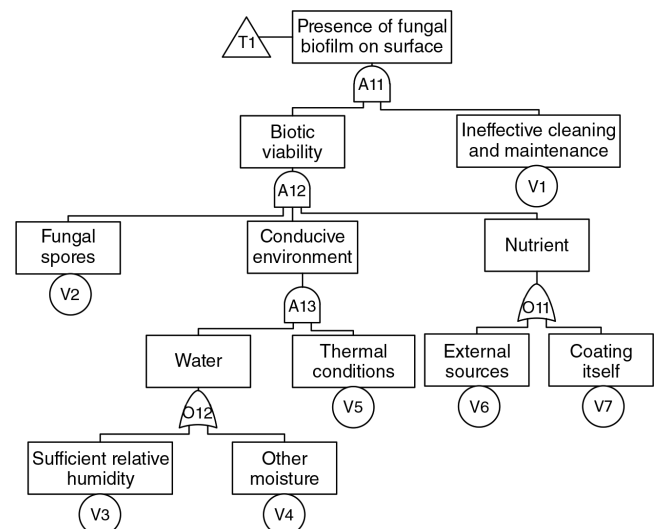 T1
Presence of fungal
biofilm on surface
A11
Biotic
viability
Ineffective cleaning
and maintenance
A12
V1
Fungal
spores
Conducive
environment
Nutrient
V2
A13
O11
Water
Thermal
conditions
External
sources
Coating
itself
O12
V5
V6
V7
Sufficient relative
humidity
Other
moisture
V3
V4